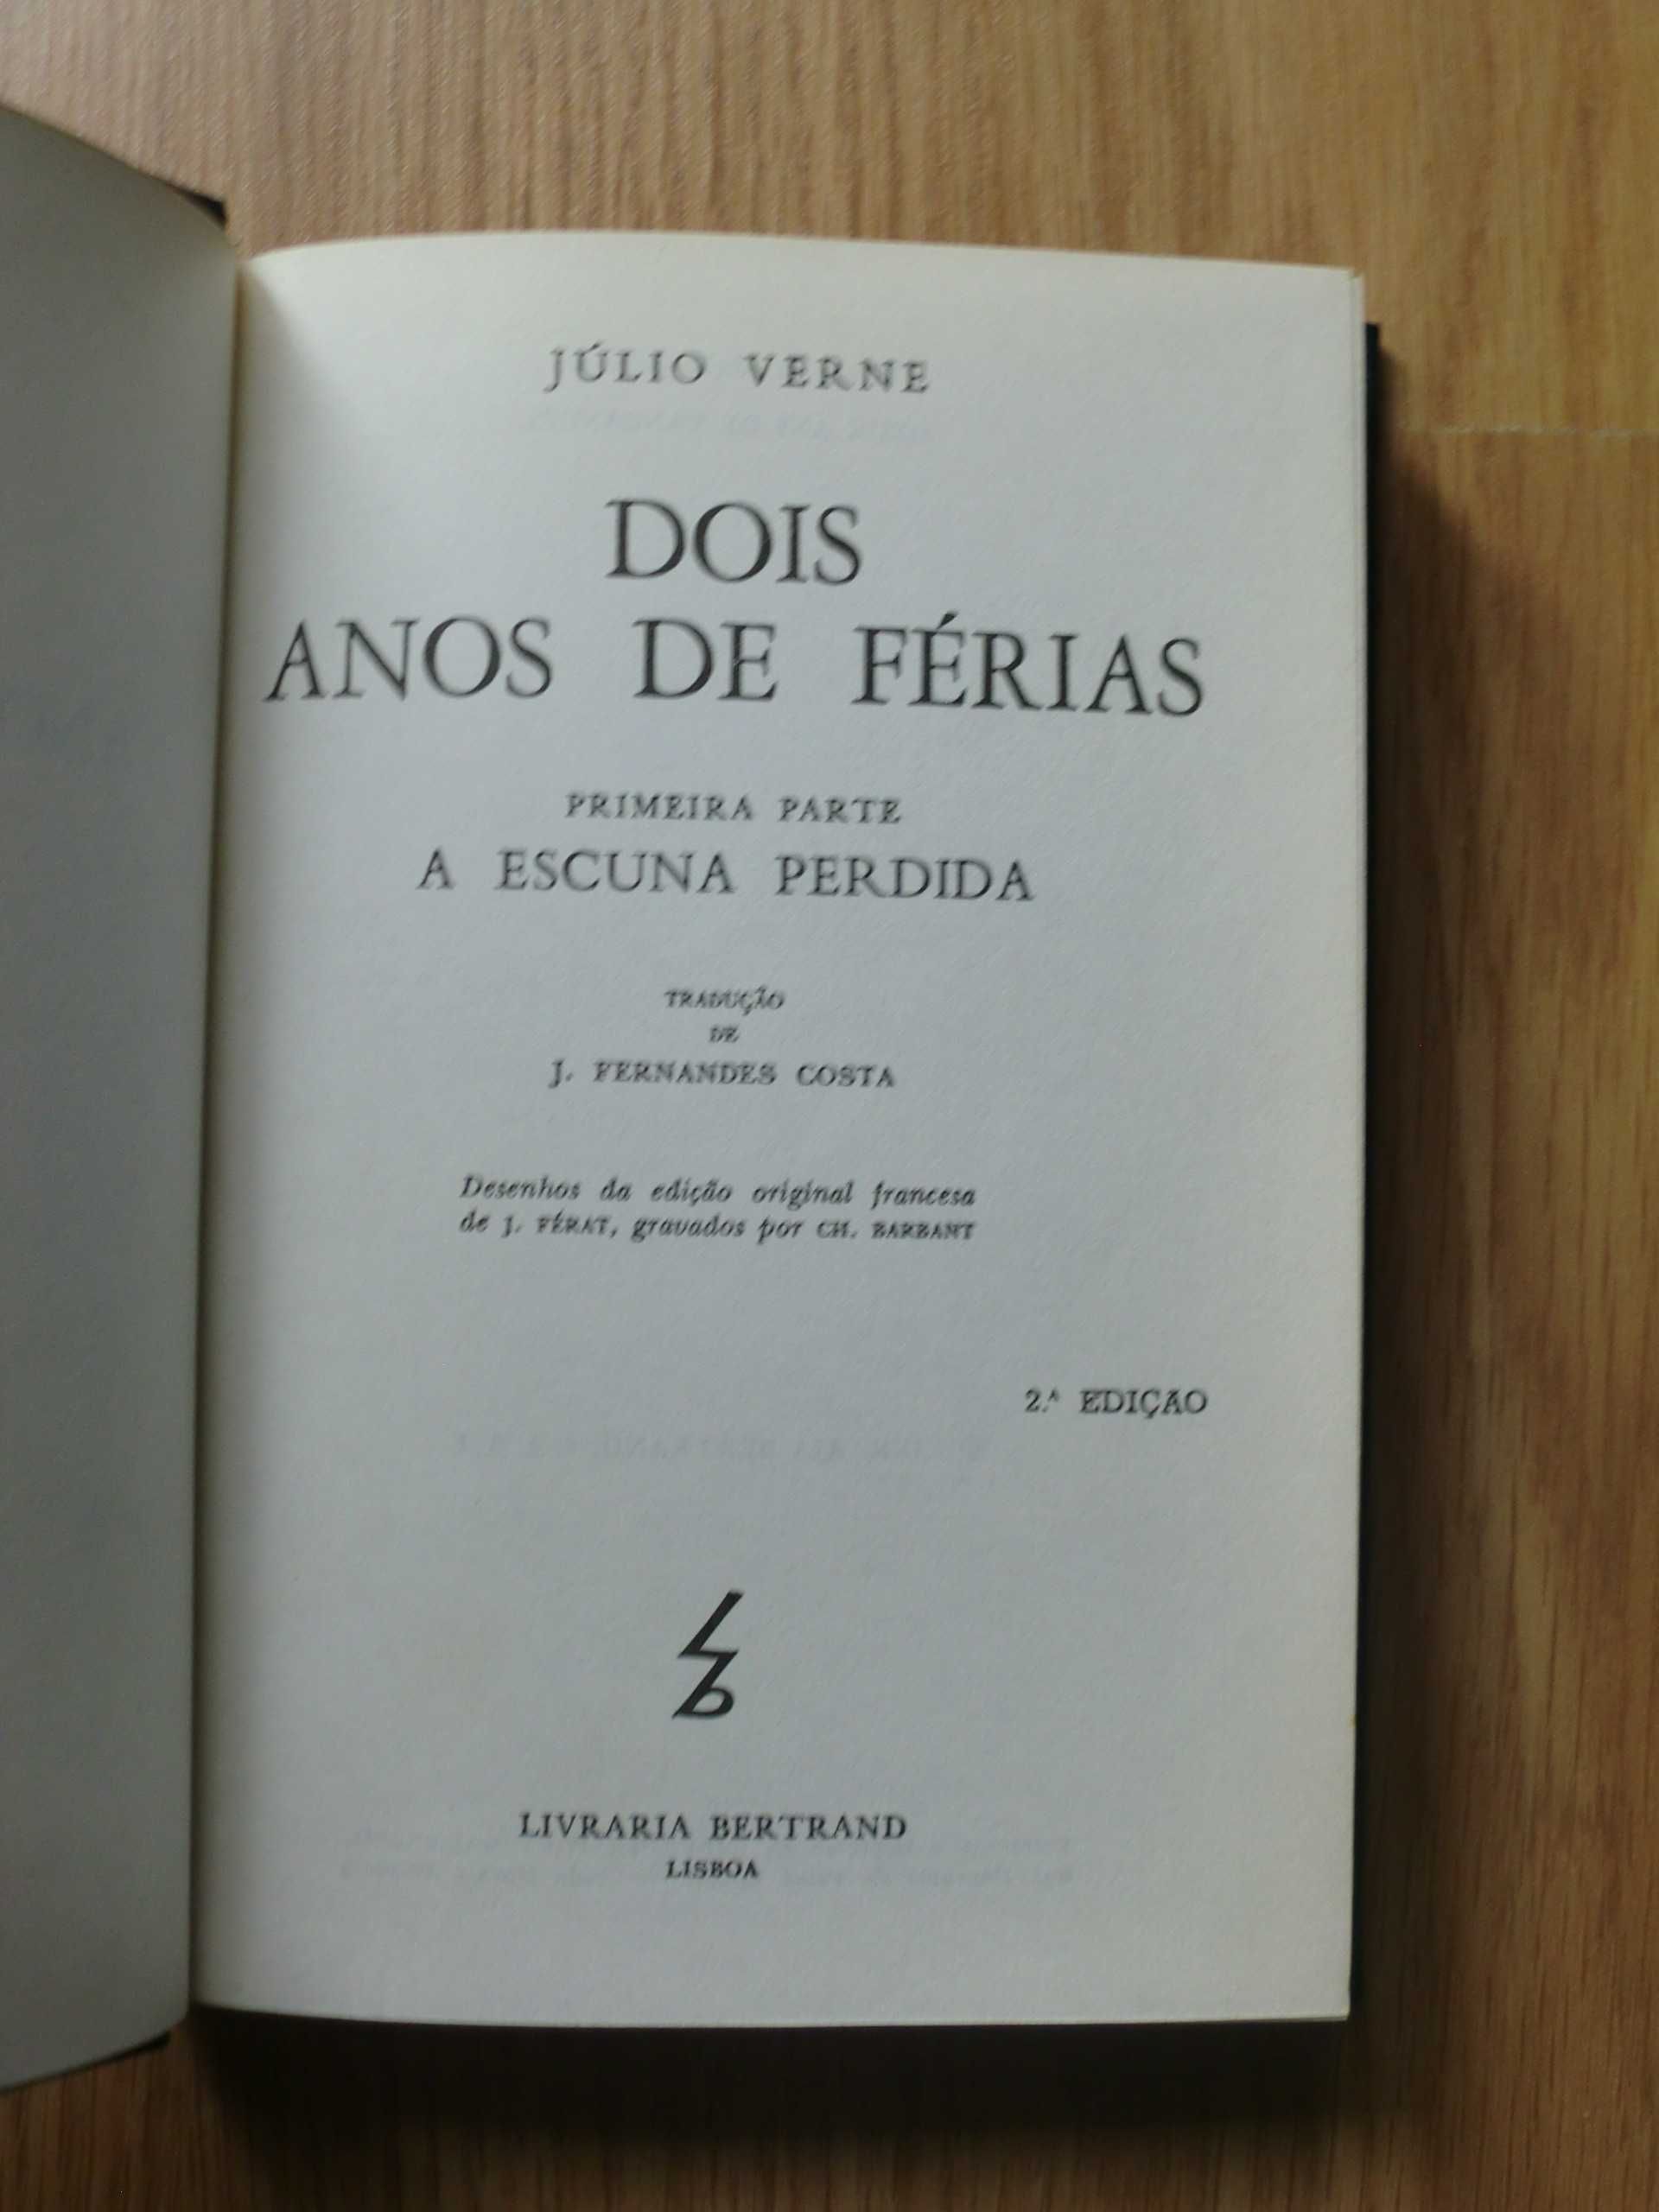 JÚLIO VERNE
DOIS
ANOS DE FÉRIAS
PRIMEIRA PARTE
A ESCUNA PERDIDA
TRADUÇÃO
DE
J. FERNANDES COSTA
Desenhos da edição original francesa
de J. FÉRAT, gravados por CH. BARBANT
2.ª EDIÇÃO
LIVRARIA BERTRAND
LISBOA